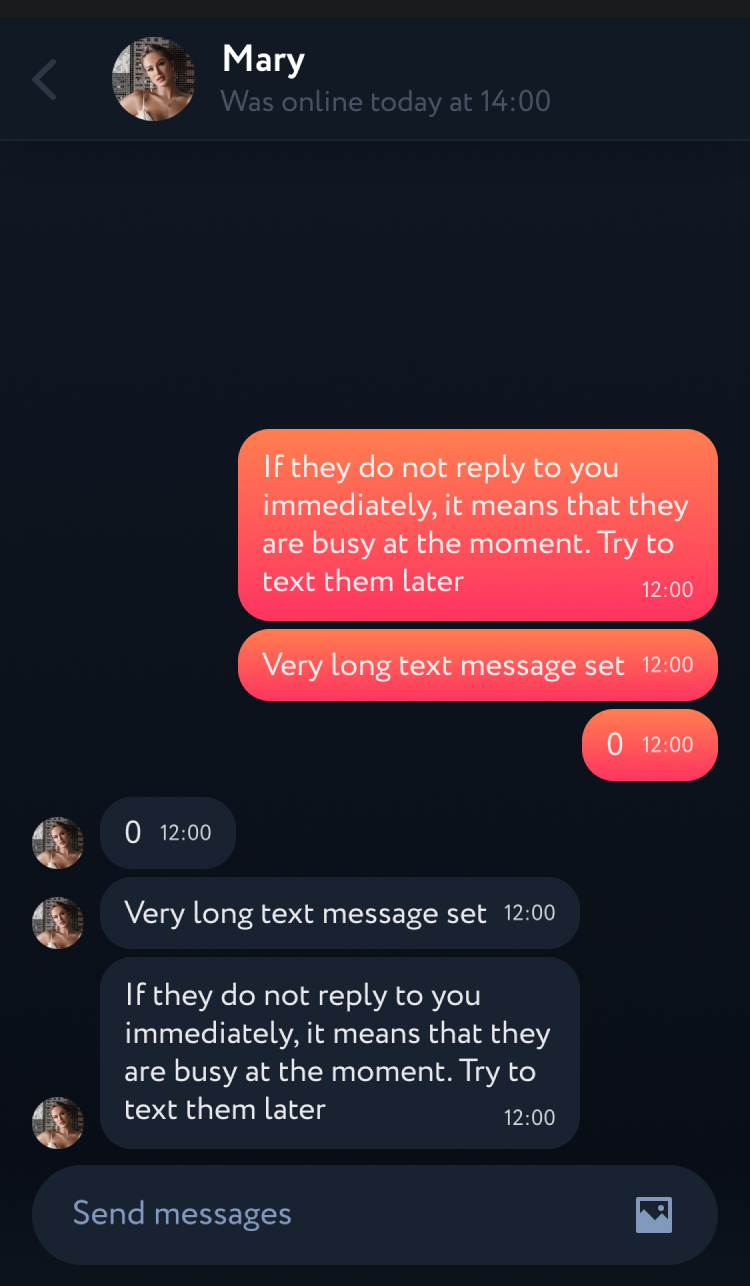 Mary
Was online today at 14:00
If they do not reply to you
immediately, it means that they
are busy at the moment. Try to
text them later 12:00
Very long text message set 12:00
0 12:00
0 12:00
Very long text message set 12:00
If they do not reply to you
immediately, it means that they
are busy at the moment. Try to
text them later 12:00
Send messages